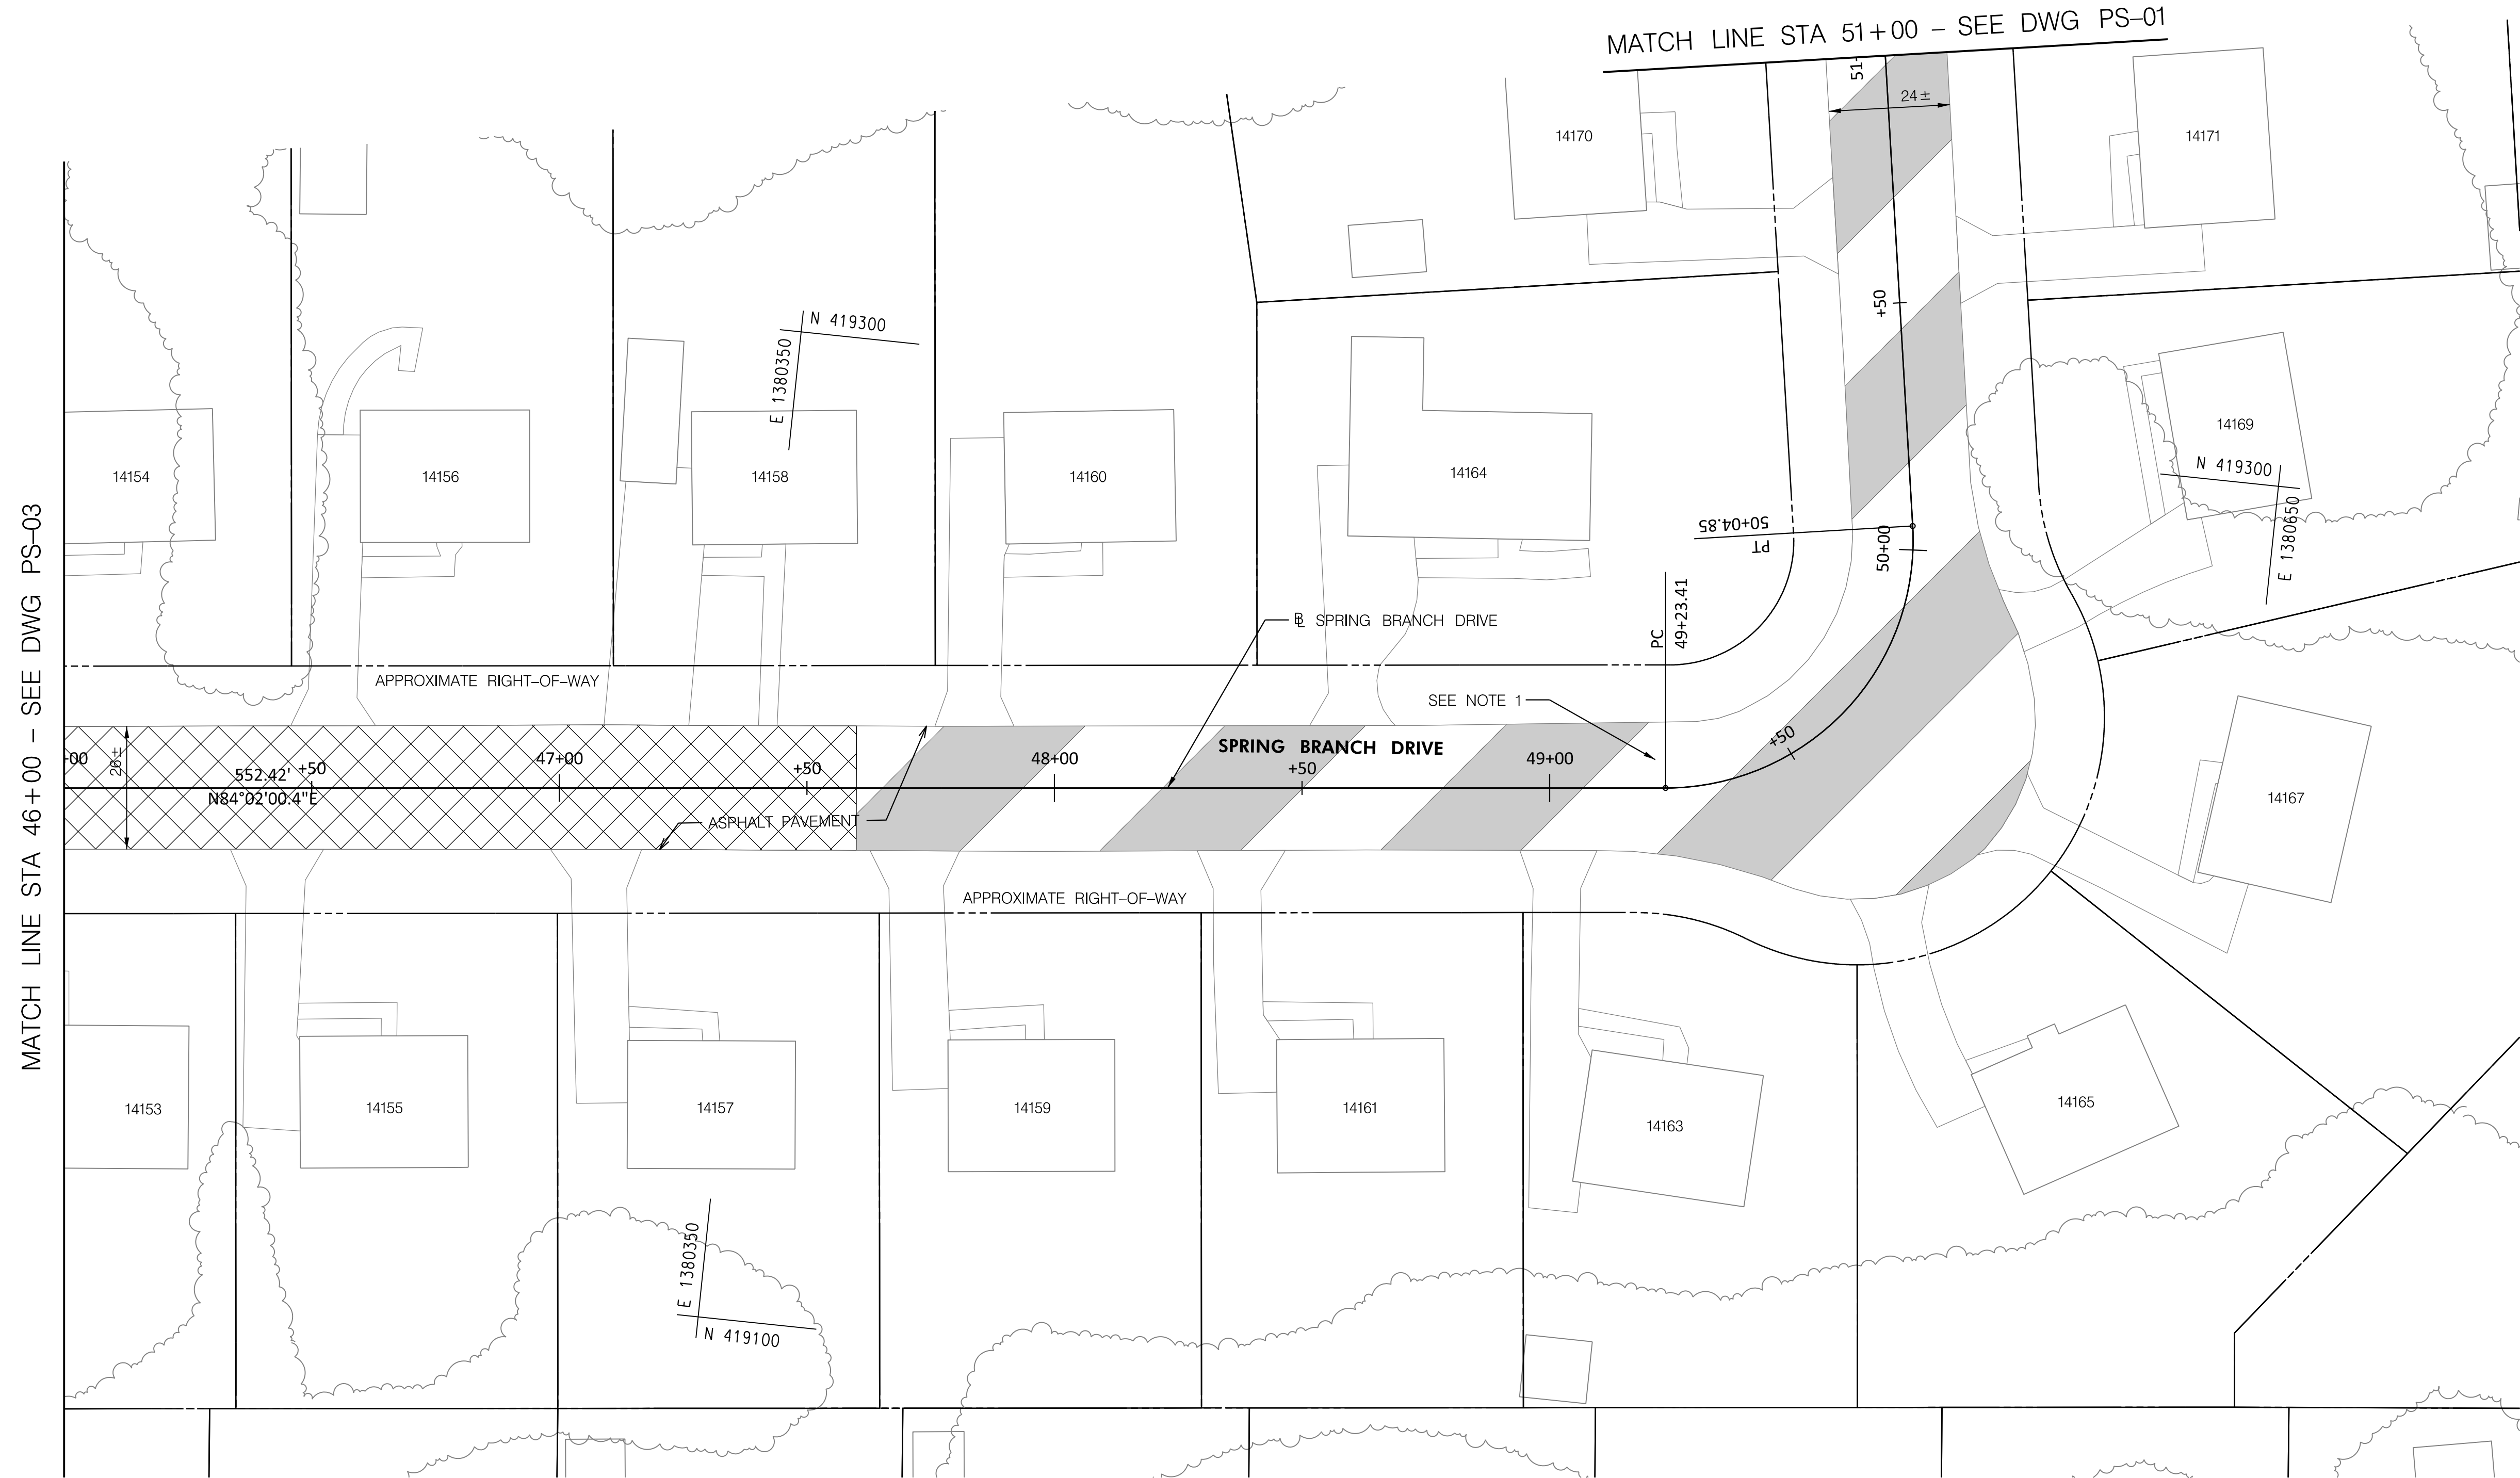 MATCH LINE STA 51+00 – SEE DWG PS–01
51+
24±
14170
14171
+50
N 419300
E 1380350
14154
14156
14158
14160
14164
14169
N 419300
E 1380650
PT
50+04.85
50+00
MATCH LINE STA 46+00 – SEE DWG PS–03
PC
49+23.41
℄ SPRING BRANCH DRIVE
APPROXIMATE RIGHT–OF–WAY
SEE NOTE 1
SPRING BRANCH DRIVE
+00
26±
552.42'
+50
N84°02'00.4"E
47+00
+50
48+00
+50
49+00
+50
ASPHALT PAVEMENT
14167
APPROXIMATE RIGHT–OF–WAY
14153
14155
14157
14159
14161
14163
14165
E 1380350
N 419100